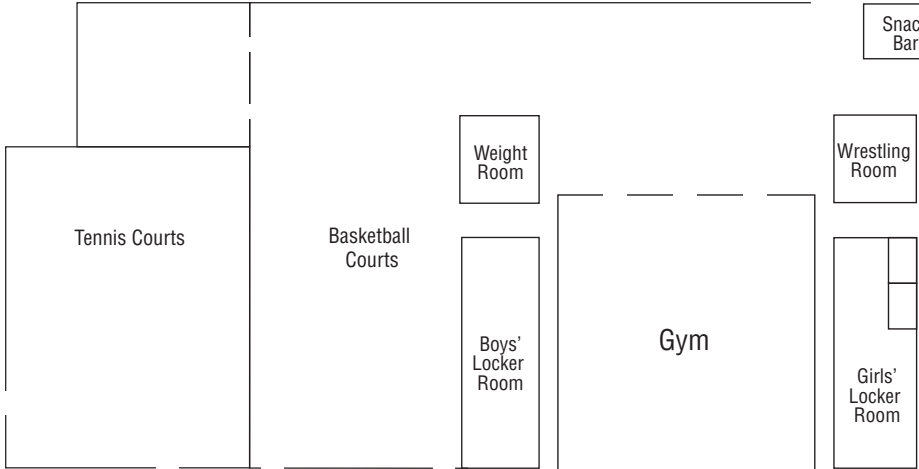 Snac
Bar
Weight
Room
Wrestling
Room
Tennis Courts
Basketball
Courts
Gym
Boys'
Locker
Room
Girls'
Locker
Room